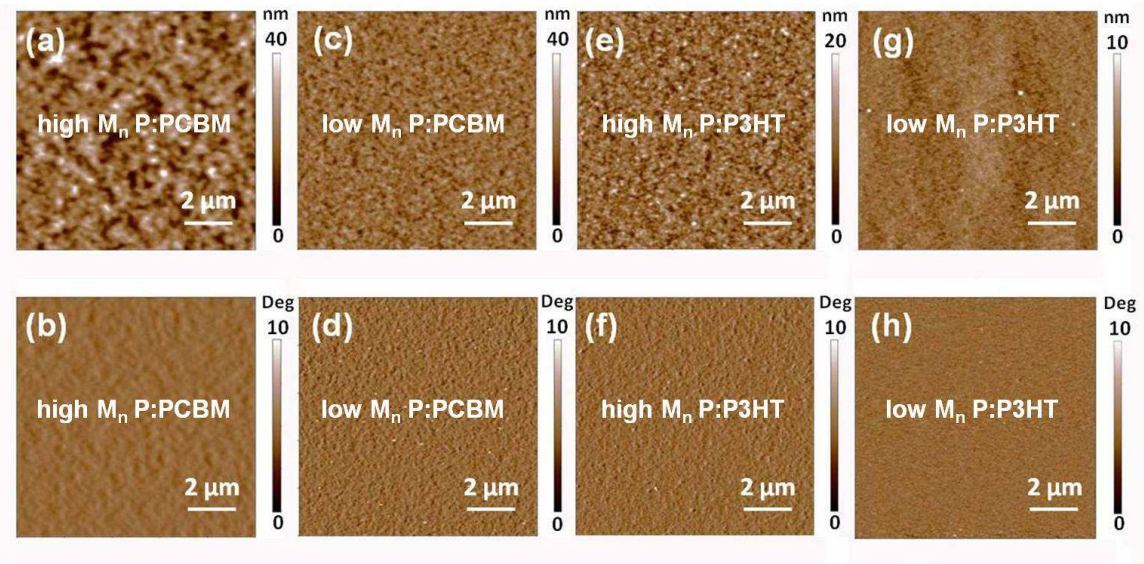 (a)
high Mn P:PCBM
2 μm
nm
40
0
(c)
low Mn P:PCBM
2 μm
nm
40
0
(e)
high Mn P:P3HT
2 μm
nm
20
0
(g)
low Mn P:P3HT
2 μm
nm
10
0
(b)
high Mn P:PCBM
2 μm
Deg
10
0
(d)
low Mn P:PCBM
2 μm
Deg
10
0
(f)
high Mn P:P3HT
2 μm
Deg
10
0
(h)
low Mn P:P3HT
2 μm
Deg
10
0